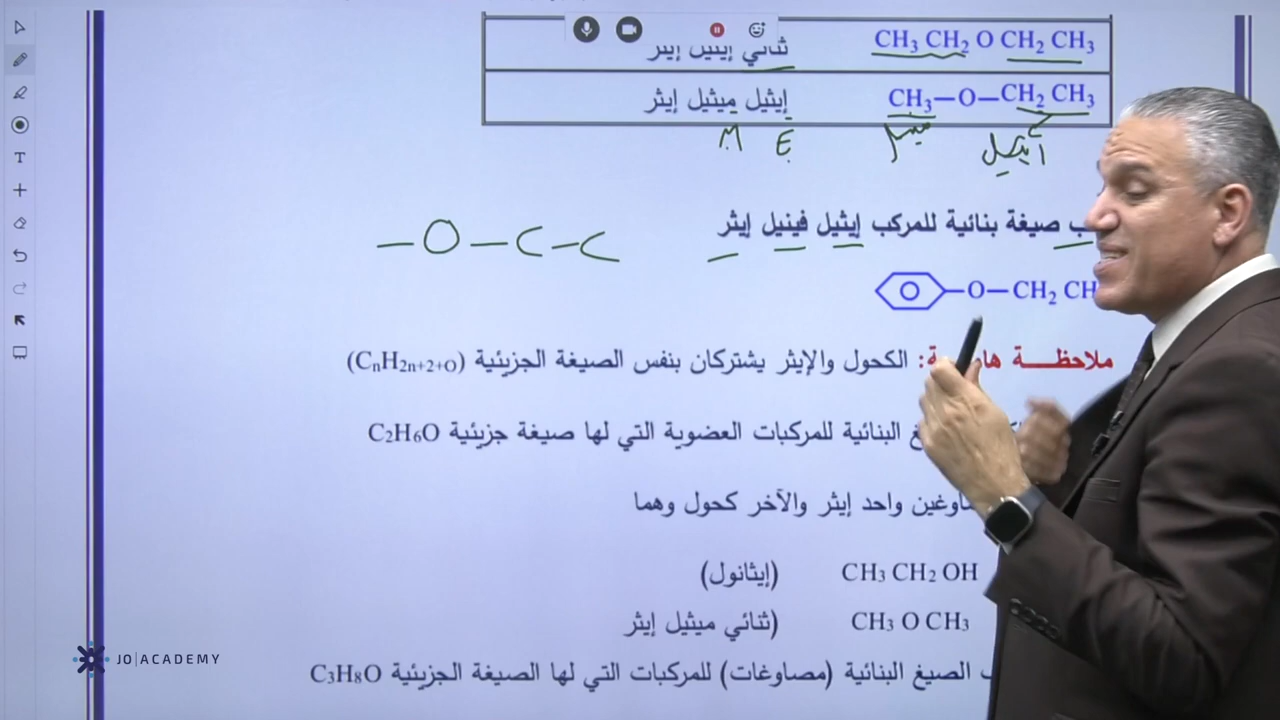 CH3 CH2 O CH2 CH3 ثنائي إيثيل إيثر
CH3—O—CH2 CH3 إيثيل ميثيل إيثر
ايثيل ميثيل E M
صيغة بنائية للمركب إيثيل فينيل إيثر
—O—C—C
O—CH2 CH
ملاحظـــة هامة: الكحول والإيثر يشتركان بنفس الصيغة الجزيئية (CnH2n+2+O)
البنائية للمركبات العضوية التي لها صيغة جزيئية C2H6O
واحد إيثر والآخر كحول وهما
CH3 CH2 OH (إيثانول)
CH3 O CH3 (ثنائي ميثيل إيثر
الصيغ البنائية (مصاوغات) للمركبات التي لها الصيغة الجزيئية C3H8O
JO|ACADEMY